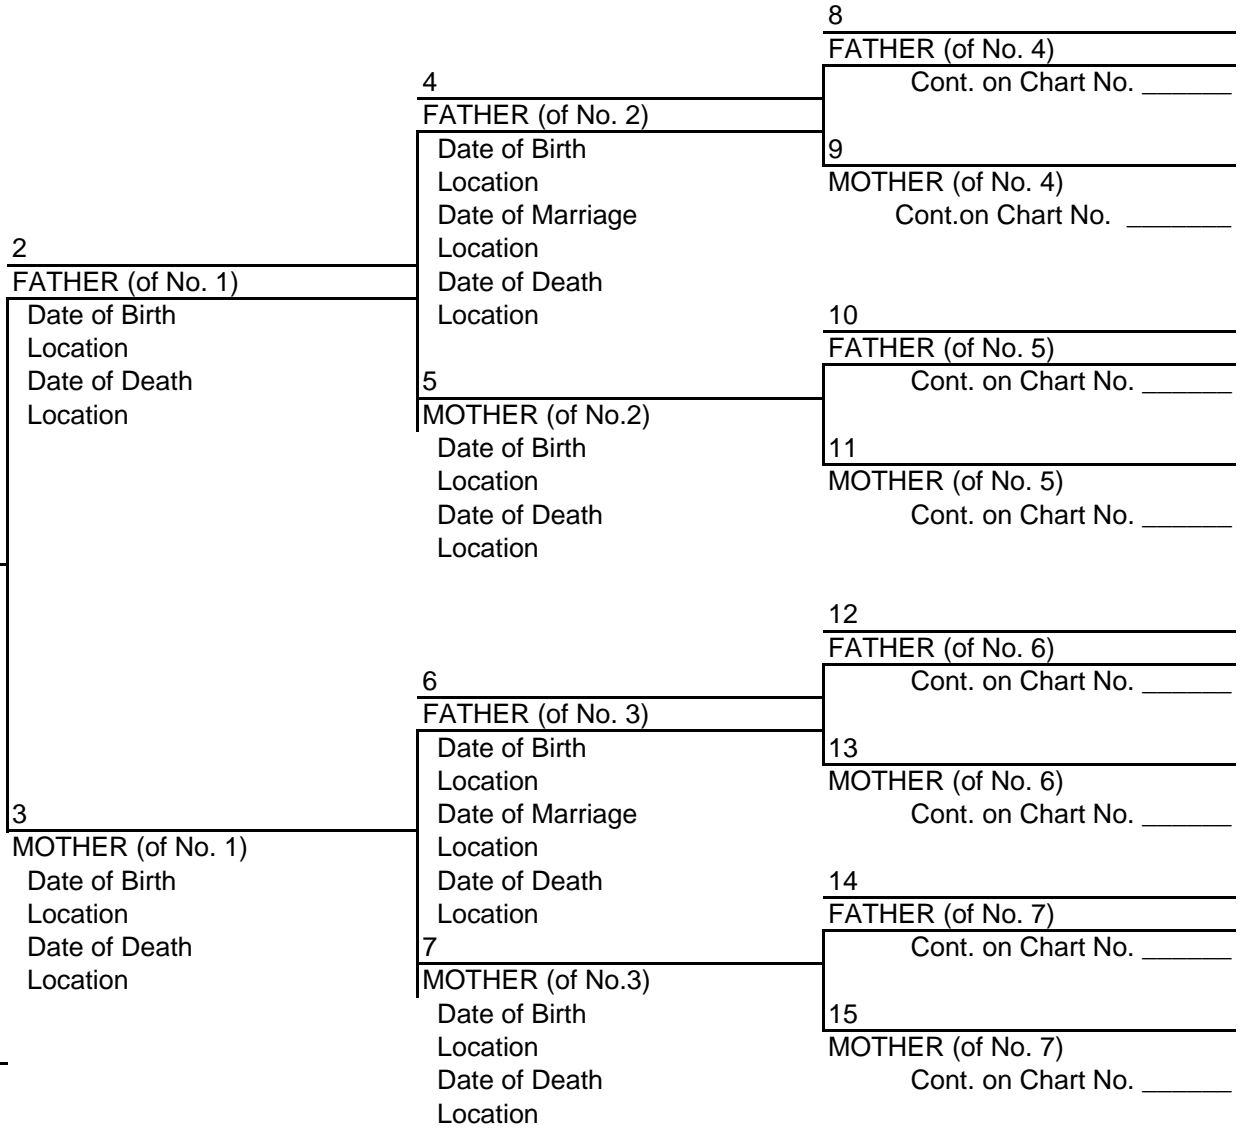 8
FATHER (of No. 4)
Cont. on Chart No. ______
4
FATHER (of No. 2)
Date of Birth
Location
Date of Marriage
Location
Date of Death
Location
9
MOTHER (of No. 4)
Cont.on Chart No. _______
2
FATHER (of No. 1)
Date of Birth
Location
Date of Death
Location
10
FATHER (of No. 5)
Cont. on Chart No. ______
5
MOTHER (of No.2)
Date of Birth
Location
Date of Death
Location
11
MOTHER (of No. 5)
Cont. on Chart No. ______
12
FATHER (of No. 6)
Cont. on Chart No. ______
6
FATHER (of No. 3)
Date of Birth
Location
Date of Marriage
Location
Date of Death
Location
13
MOTHER (of No. 6)
Cont. on Chart No. ______
3
MOTHER (of No. 1)
Date of Birth
Location
Date of Death
Location
14
FATHER (of No. 7)
Cont. on Chart No. ______
7
MOTHER (of No.3)
Date of Birth
Location
Date of Death
Location
15
MOTHER (of No. 7)
Cont. on Chart No. ______